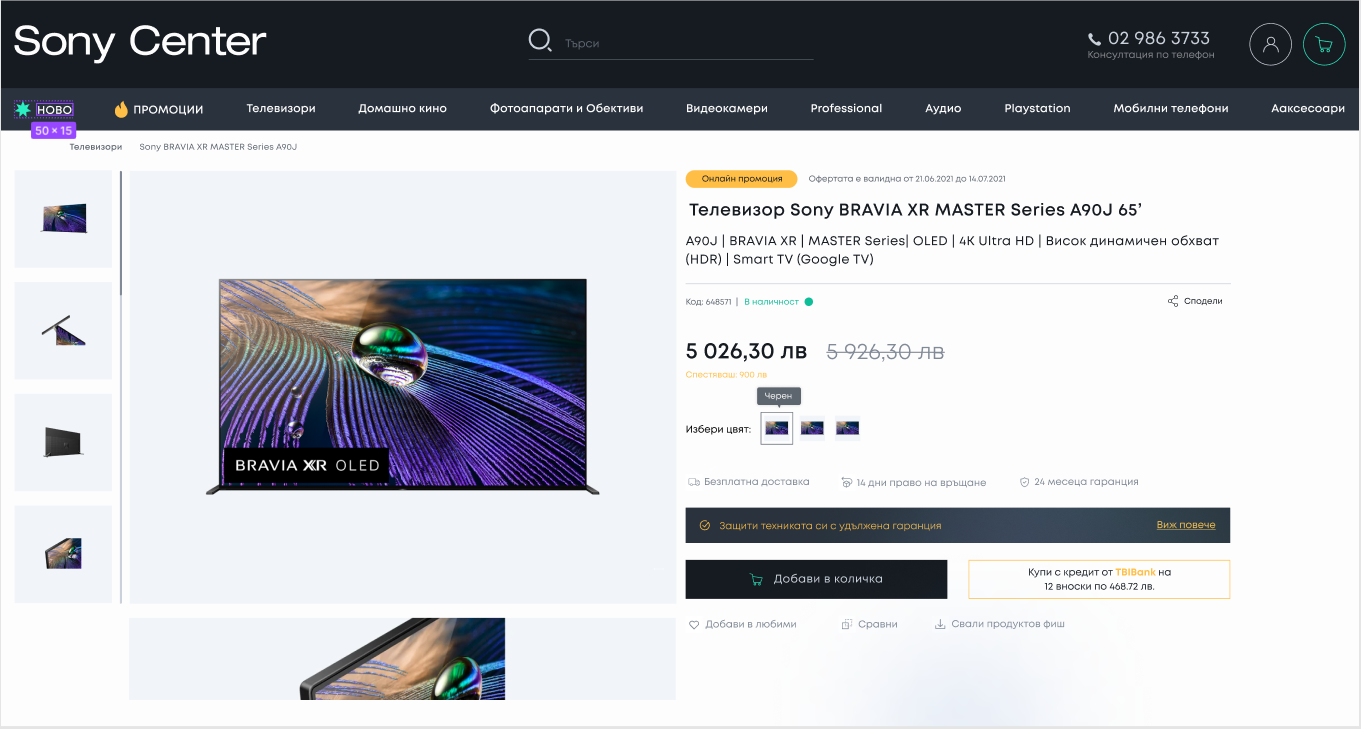 Sony Center
Търси
02 986 3733
Консултация по телефон
НОВО
ПРОМОЦИИ
Телевизори
Домашно кино
Фотоапарати и Обективи
Видеокамери
Professional
Аудио
Playstation
Мобилни телефони
Ааксесоари
50 × 15
Телевизори
Sony BRAVIA XR MASTER Series A90J
Онлайн промоция
Офертата е валидна от 21.06.2021 до 14.07.2021
Телевизор Sony BRAVIA XR MASTER Series A90J 65’
A90J | BRAVIA XR | MASTER Series| OLED | 4K Ultra HD | Висок динамичен обхват
(HDR) | Smart TV (Google TV)
Код: 648571 | В наличност
Сподели
5 026,30 лв
5 926,30 лв
Спестяваш: 900 лв
Черен
Избери цвят:
BRAVIA XR OLED
Безплатна доставка
14 дни право на връщане
24 месеца гаранция
Защити техниката си с удължена гаранция
Виж повече
Добави в количка
Купи с кредит от TBIBank на
12 вноски по 468.72 лв.
Добави в любими
Сравни
Свали продуктов фиш